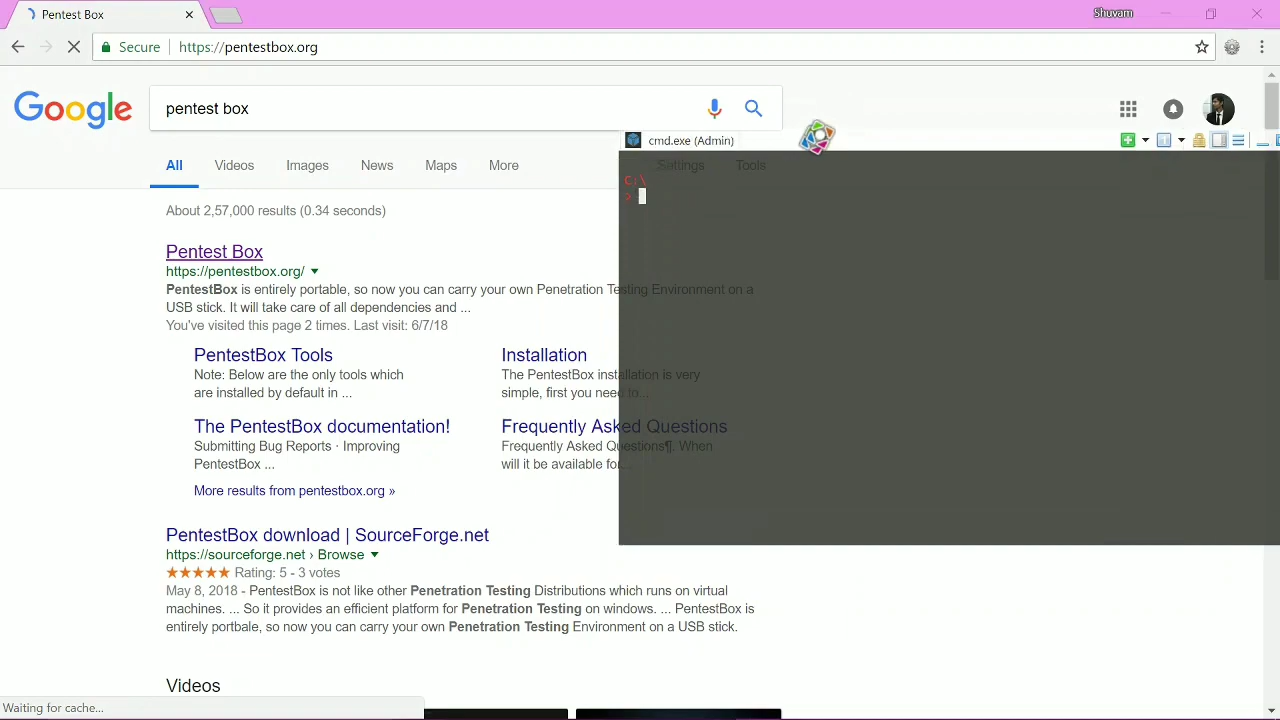 Pentest Box
Shuvam
Secure
https://pentestbox.org
Google
pentest box
cmd.exe (Admin)
All
Videos
Images
News
Maps
More
Settings
Tools
C:\
>
About 2,57,000 results (0.34 seconds)
Pentest Box
https://pentestbox.org/
PentestBox is entirely portable, so now you can carry your own Penetration Testing Environment on a
USB stick. It will take care of all dependencies and ...
You've visited this page 2 times. Last visit: 6/7/18
PentestBox Tools
Note: Below are the only tools which
are installed by default in ...
Installation
The PentestBox installation is very
simple, first you need to...
The PentestBox documentation!
Submitting Bug Reports · Improving
PentestBox ...
Frequently Asked Questions
Frequently Asked Questions¶. When
will it be available for...
More results from pentestbox.org »
PentestBox download | SourceForge.net
https://sourceforge.net › Browse
Rating: 5 - 3 votes
May 8, 2018 - PentestBox is not like other Penetration Testing Distributions which runs on virtual
machines. ... So it provides an efficient platform for Penetration Testing on windows. ... PentestBox is
entirely portbale, so now you can carry your own Penetration Testing Environment on a USB stick.
Videos
Waiting for cache...